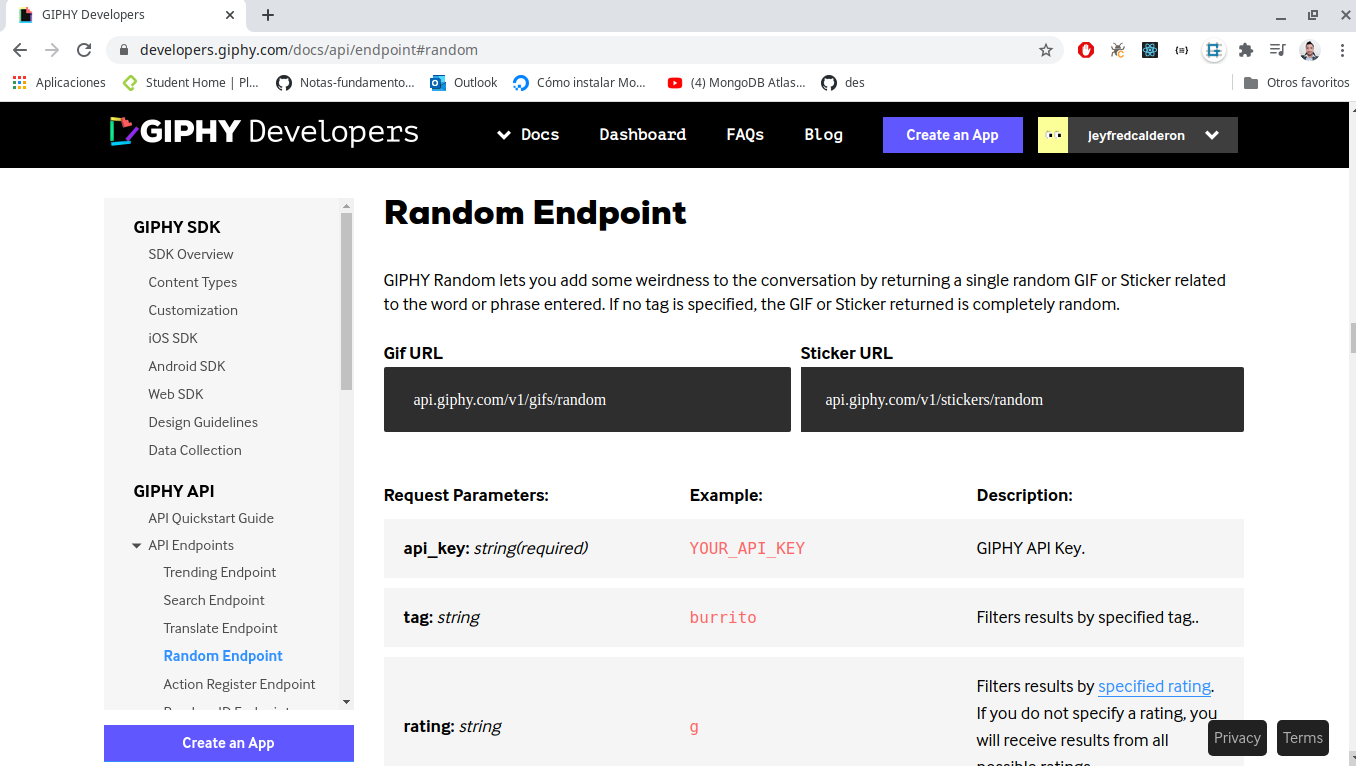 GIPHY Developers
developers.giphy.com/docs/api/endpoint#random
Aplicaciones
Student Home | Pl...
Notas-fundamento...
Outlook
Cómo instalar Mo...
(4) MongoDB Atlas...
des
Otros favoritos
GIPHY Developers
Docs
Dashboard
FAQs
Blog
Create an App
Jeyfredcalderon
GIPHY SDK
SDK Overview
Content Types
Customization
iOS SDK
Android SDK
Web SDK
Design Guidelines
Data Collection
GIPHY API
API Quickstart Guide
API Endpoints
Trending Endpoint
Search Endpoint
Translate Endpoint
Random Endpoint
Action Register Endpoint
Create an App
Random Endpoint
GIPHY Random lets you add some weirdness to the conversation by returning a single random GIF or Sticker related
to the word or phrase entered. If no tag is specified, the GIF or Sticker returned is completely random.
Gif URL
Sticker URL
api.giphy.com/v1/gifs/random
api.giphy.com/v1/stickers/random
Request Parameters:
Example:
Description:
api_key: string(required)
YOUR_API_KEY
GIPHY API Key.
tag: string
burrito
Filters results by specified tag..
rating: string
g
Filters results by specified rating.
If you do not specify a rating, you
will receive results from all
possible ratings.
Privacy
Terms